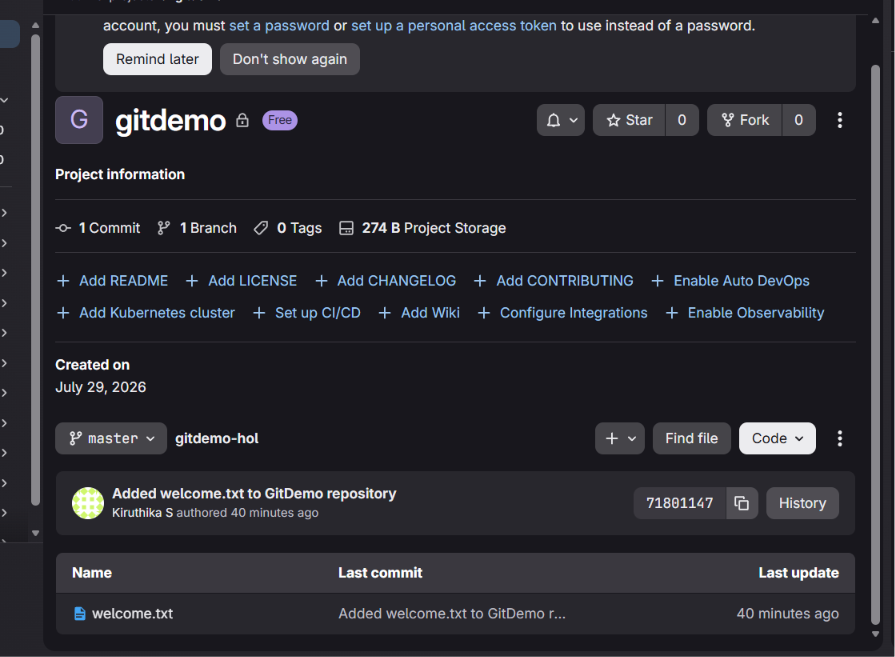 account, you must set a password or set up a personal access token to use instead of a password.
Remind later Don't show again
G gitdemo Free Star 0 Fork 0
Project information
1 Commit 1 Branch 0 Tags 274 B Project Storage
Add README Add LICENSE Add CHANGELOG Add CONTRIBUTING Enable Auto DevOps
Add Kubernetes cluster Set up CI/CD Add Wiki Configure Integrations Enable Observability
Created on
July 29, 2026
master gitdemo-hol Find file Code
Added welcome.txt to GitDemo repository
Kiruthika S authored 40 minutes ago
71801147 History
Name Last commit Last update
welcome.txt Added welcome.txt to GitDemo r... 40 minutes ago